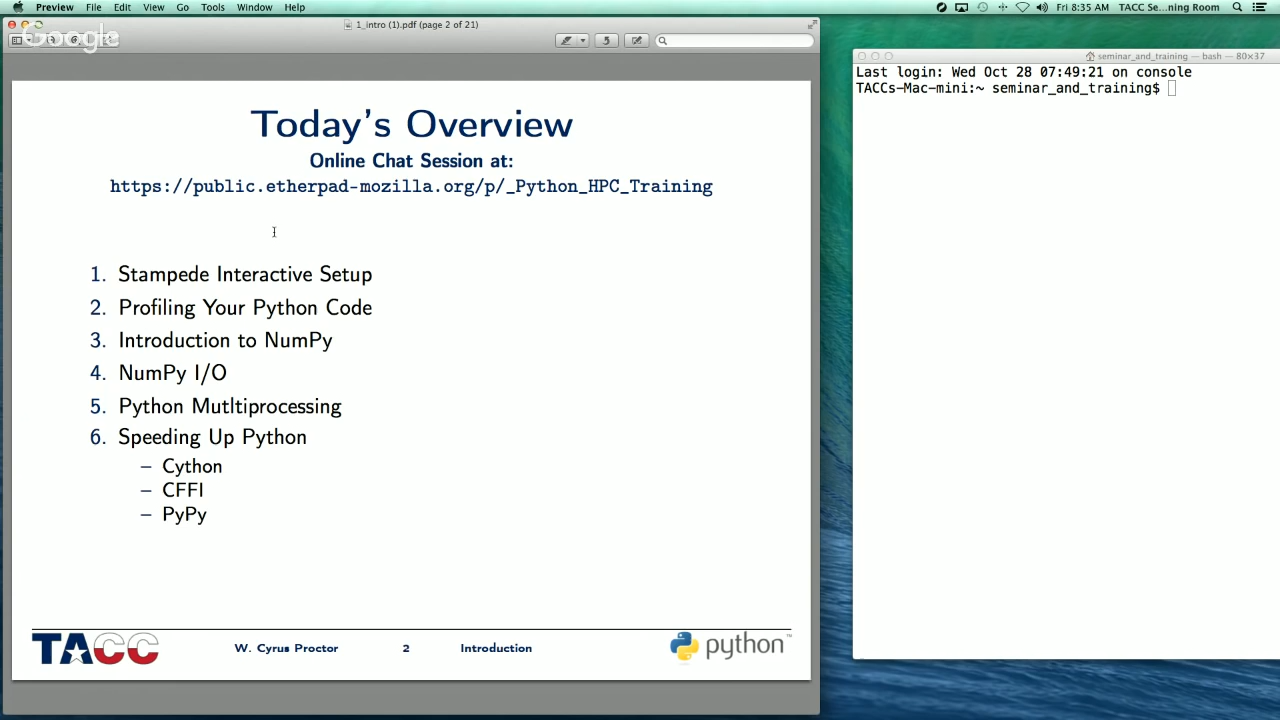 Preview File Edit View Go Tools Window Help
Fri 8:35 AM TACC Se...ning Room
1_intro (1).pdf (page 2 of 21)
Google
Today's Overview
Online Chat Session at:
https://public.etherpad-mozilla.org/p/_Python_HPC_Training
1. Stampede Interactive Setup
2. Profiling Your Python Code
3. Introduction to NumPy
4. NumPy I/O
5. Python Mutltiprocessing
6. Speeding Up Python
– Cython
– CFFI
– PyPy
TACC
W. Cyrus Proctor 2 Introduction
python™
seminar_and_training — bash — 80×37
Last login: Wed Oct 28 07:49:21 on console
TACCs-Mac-mini:~ seminar_and_training$